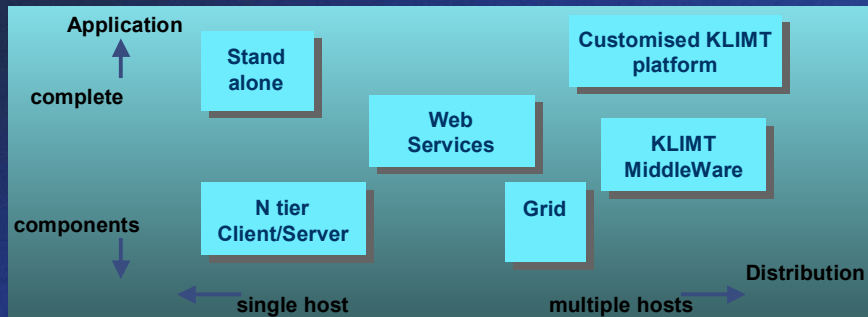 Application
complete
components
Stand
alone
Customised KLIMT
platform
Web
Services
KLIMT
MiddleWare
N tier
Client/Server
Grid
Distribution
single host
multiple hosts